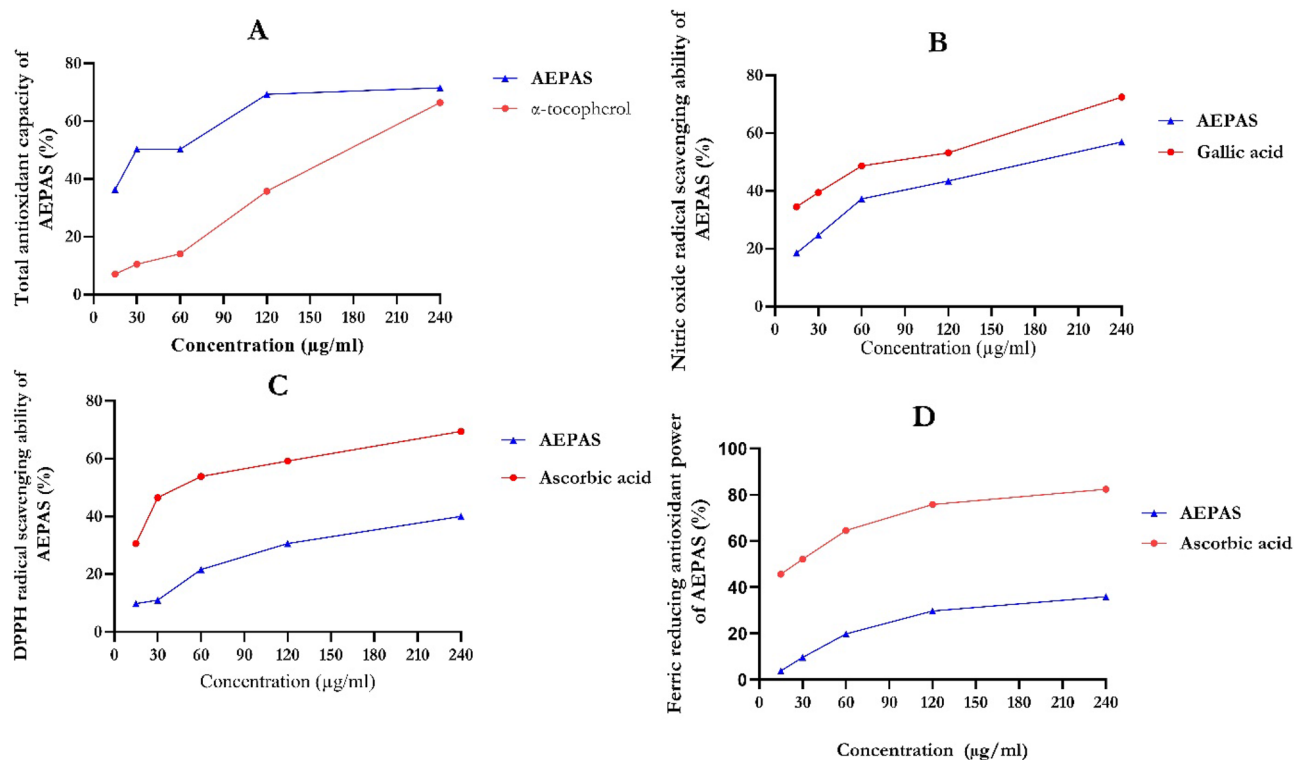 A
Total antioxidant capacity of
AEPAS (%)
80
60
40
20
0
0 30 60 90 120 150 180 210 240
Concentration (µg/ml)
AEPAS
α-tocopherol
B
Nitric oxide radical scavenging ability of
AEPAS (%)
80
60
40
20
0
0 30 60 90 120 150 180 210 240
Concentration (µg/ml)
AEPAS
Gallic acid
C
DPPH radical scavenging ability of
AEPAS (%)
80
60
40
20
0
0 30 60 90 120 150 180 210 240
Concentration (µg/ml)
AEPAS
Ascorbic acid
D
Ferric reducing antioxidant power
of AEPAS (%)
100
80
60
40
20
0
0 30 60 90 120 150 180 210 240
Concentration (µg/ml)
AEPAS
Ascorbic acid